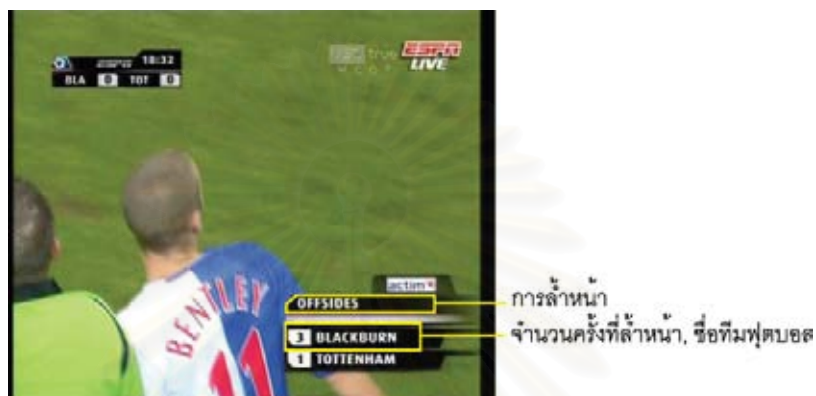 18:32
BLA 0 TOT 0
true
ESPN
LIVE
BENTLEY
11
actim
OFFSIDES
3 BLACKBURN
1 TOTTENHAM
การล้ำหน้า
จำนวนครั้งที่ล้ำหน้า, ชื่อทีมฟุตบอล